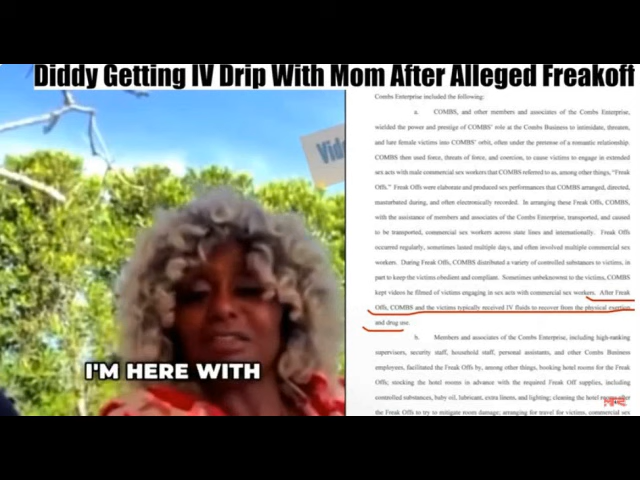 Diddy Getting IV Drip With Mom After Alleged Freakoff
Vid
I'M HERE WITH
Combs Enterprise included the following:
a. COMBS, and other members and associates of the Combs Enterprise,
wielded the power and prestige of COMBS' role at the Combs Business to intimidate, threaten,
and lure female victims into COMBS' orbit, often under the pretense of a romantic relationship.
COMBS then used force, threats of force, and coercion, to cause victims to engage in extended
sex acts with male commercial sex workers that COMBS referred to as, among other things, "Freak
Offs." Freak Offs were elaborate and produced sex performances that COMBS arranged, directed,
masturbated during, and often electronically recorded. In arranging these Freak Offs, COMBS,
with the assistance of members and associates of the Combs Enterprise, transported, and caused
to be transported, commercial sex workers across state lines and internationally. Freak Offs
occurred regularly, sometimes lasted multiple days, and often involved multiple commercial sex
workers. During Freak Offs, COMBS distributed a variety of controlled substances to victims, in
part to keep the victims obedient and compliant. Sometimes unbeknownst to the victims, COMBS
kept videos he filmed of victims engaging in sex acts with commercial sex workers. After Freak
Offs, COMBS and the victims typically received IV fluids to recover from the physical exertion
and drug use.
b. Members and associates of the Combs Enterprise, including high-ranking
supervisors, security staff, household staff, personal assistants, and other Combs Business
employees, facilitated the Freak Offs by, among other things, booking hotel rooms for the Freak
Offs; stocking the hotel rooms in advance with the required Freak Off supplies, including
controlled substances, baby oil, lubricant, extra linens, and lighting; cleaning the hotel rooms after
the Freak Offs to try to mitigate room damage; arranging for travel for victims, commercial sex